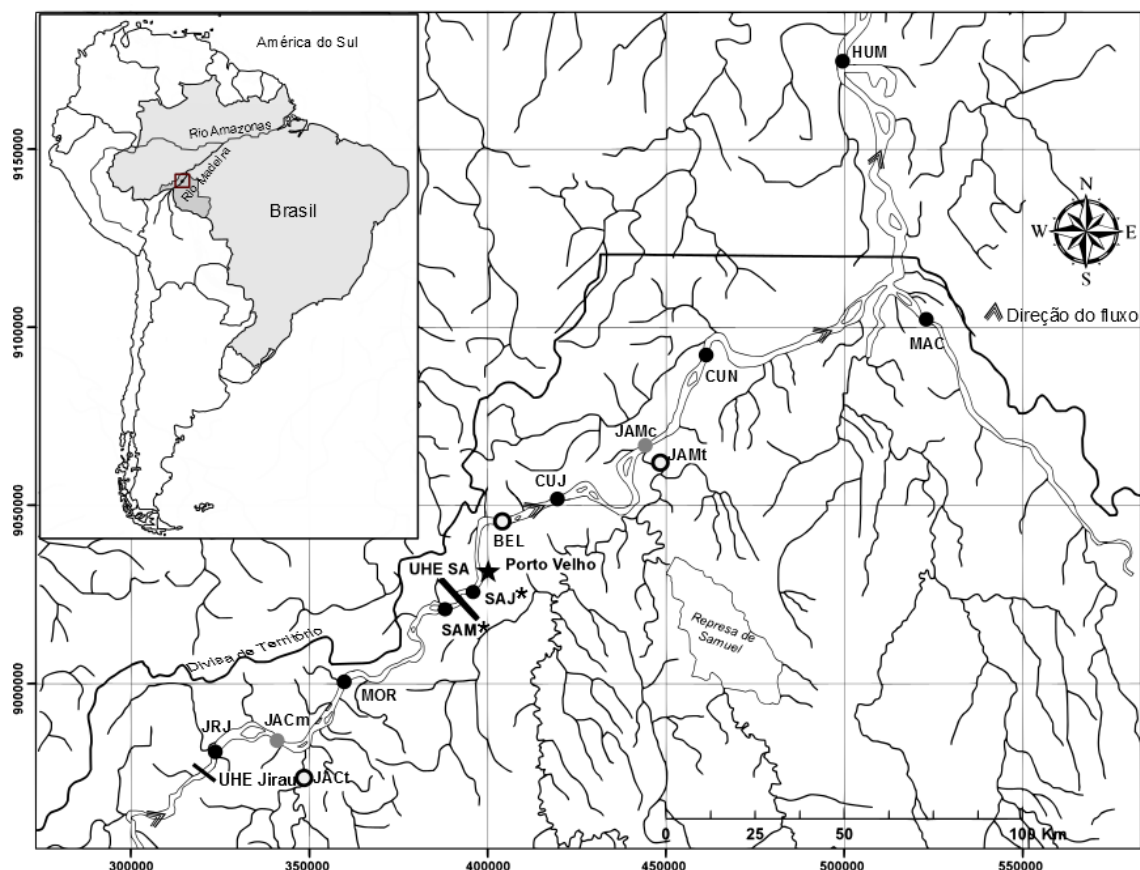 América do Sul
Rio Amazonas
Rio Madeira
Brasil
HUM
N
W
E
S
Direção do fluxo
MAC
CUN
JAMc
JAMt
CUJ
BEL
Porto Velho
UHE SA
SAJ*
SAM*
Represa de
Samuel
Divisa de Território
MOR
JACm
JRJ
UHE Jirau
JACt
0 25 50 100 Km
9150000
9100000
9050000
9000000
300000 350000 400000 450000 500000 550000